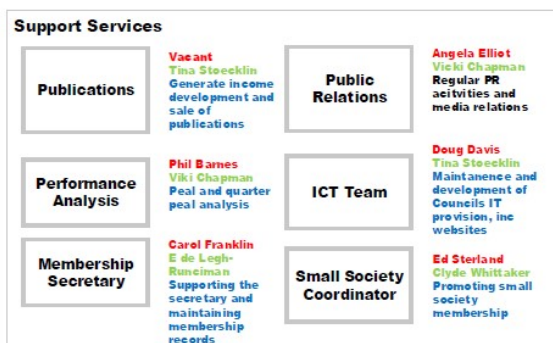 Support Services
Publications
Vacant
Tina Stoecklin
Generate income
development and
sale of
publications
Public
Relations
Angela Elliot
Vicki Chapman
Regular PR
acitvities and
media relations
Performance
Analysis
Phil Barnes
Viki Chapman
Peal and quarter
peal analysis
ICT Team
Doug Davis
Tina Stoecklin
Maintanence and
development of
Councils IT
provision, inc
websites
Membership
Secretary
Carol Franklin
E de Legh-
Runciman
Supporting the
secretary and
maintaining
membership
records
Small Society
Coordinator
Ed Sterland
Clyde Whittaker
Promoting small
society
membership